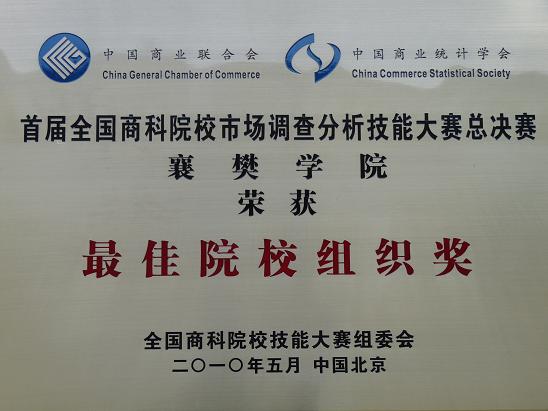 中国商业联合会 中国商业统计学会
China General Chamber of Commerce China Commerce Statistical Society
首届全国商科院校市场调查分析技能大赛总决赛
襄樊学院
荣获
最佳院校组织奖
全国商科院校技能大赛组委会
二〇一〇年五月 中国北京